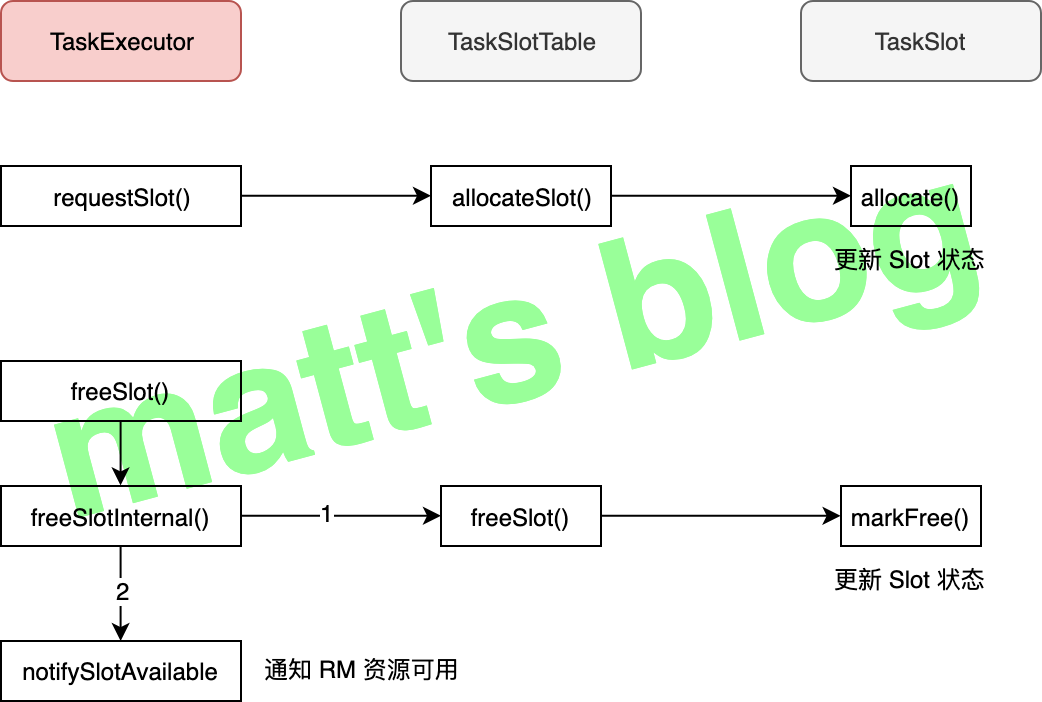 TaskExecutor
TaskSlotTable
TaskSlot
requestSlot()
allocateSlot()
allocate()
更新 Slot 状态
matt's blog
freeSlot()
freeSlotInternal()
1
freeSlot()
markFree()
更新 Slot 状态
2
notifySlotAvailable
通知 RM 资源可用